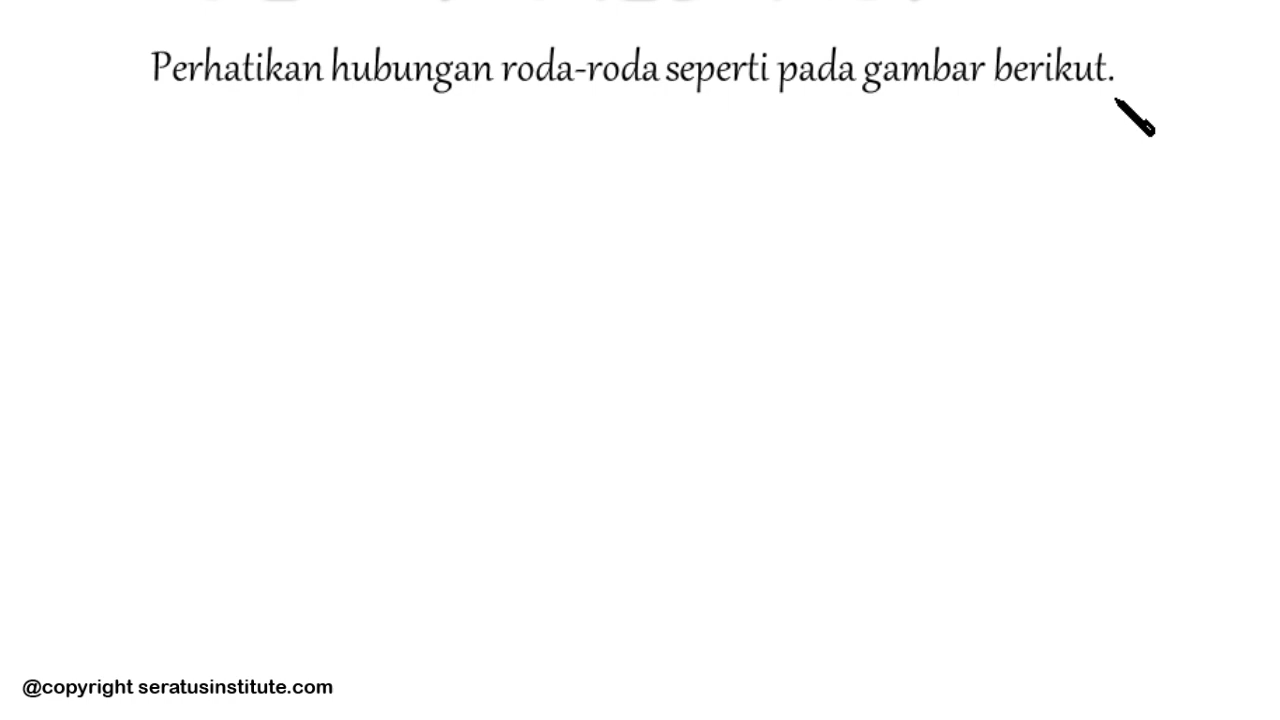 Perhatikan hubungan roda-roda seperti pada gambar berikut.
@copyright seratusinstitute.com